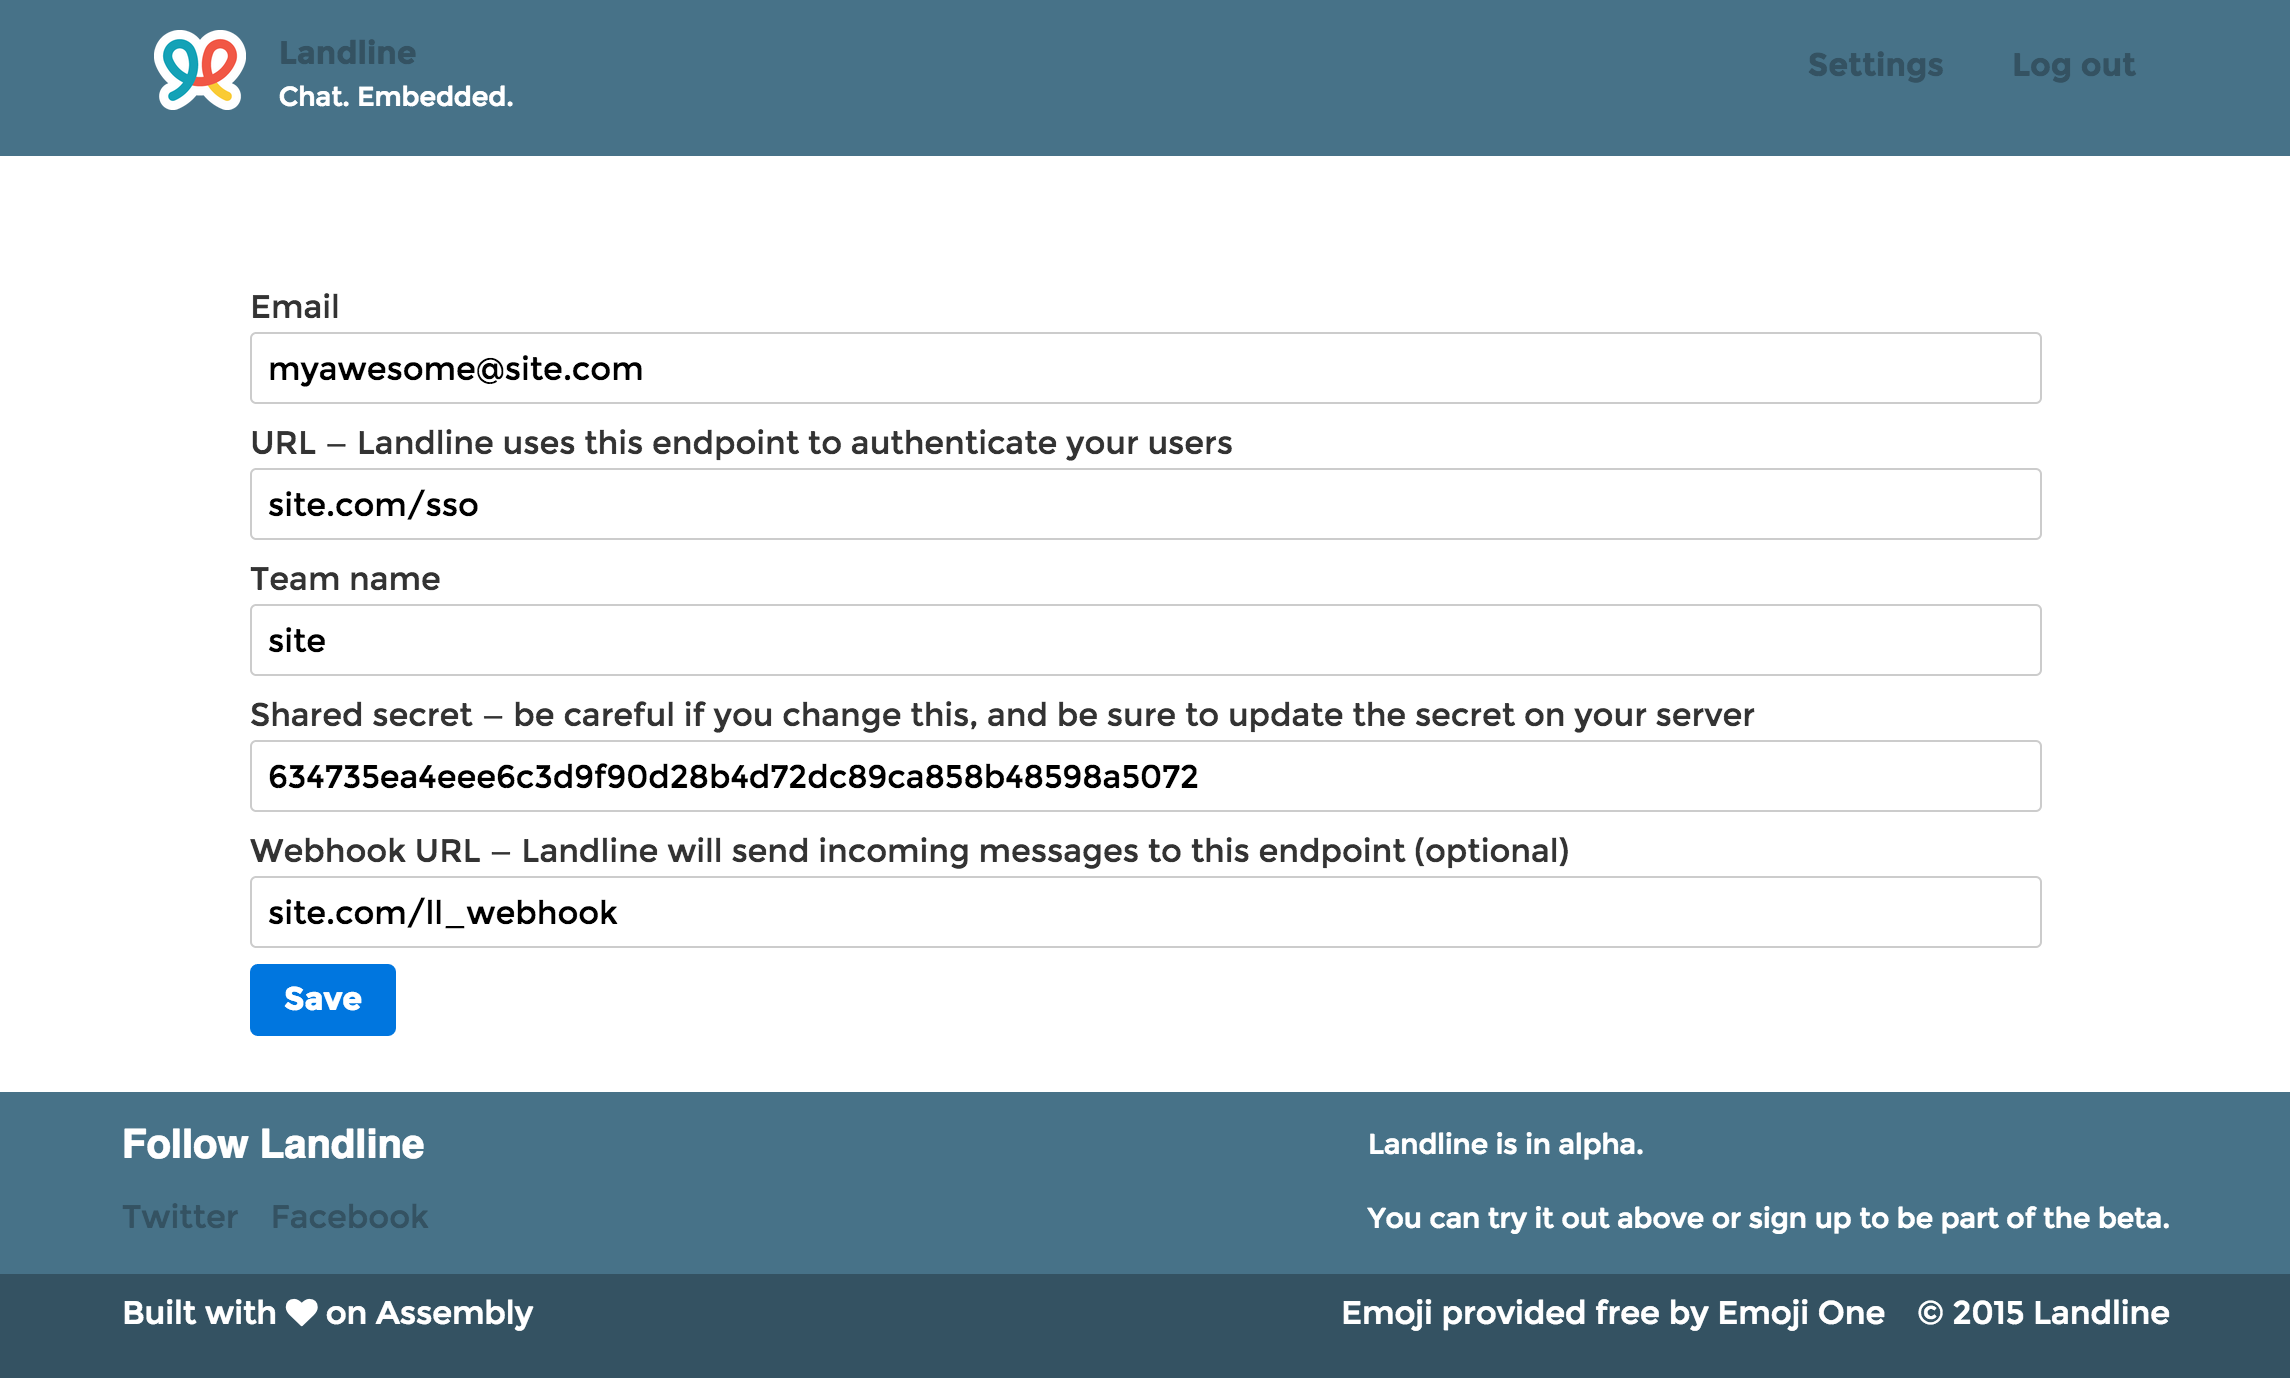 Landline
Chat. Embedded.
Settings Log out
Email
myawesome@site.com
URL – Landline uses this endpoint to authenticate your users
site.com/sso
Team name
site
Shared secret – be careful if you change this, and be sure to update the secret on your server
634735ea4eee6c3d9f90d28b4d72dc89ca858b48598a5072
Webhook URL – Landline will send incoming messages to this endpoint (optional)
site.com/ll_webhook
Save
Follow Landline
Twitter Facebook
Landline is in alpha.
You can try it out above or sign up to be part of the beta.
Built with ♥ on Assembly
Emoji provided free by Emoji One © 2015 Landline